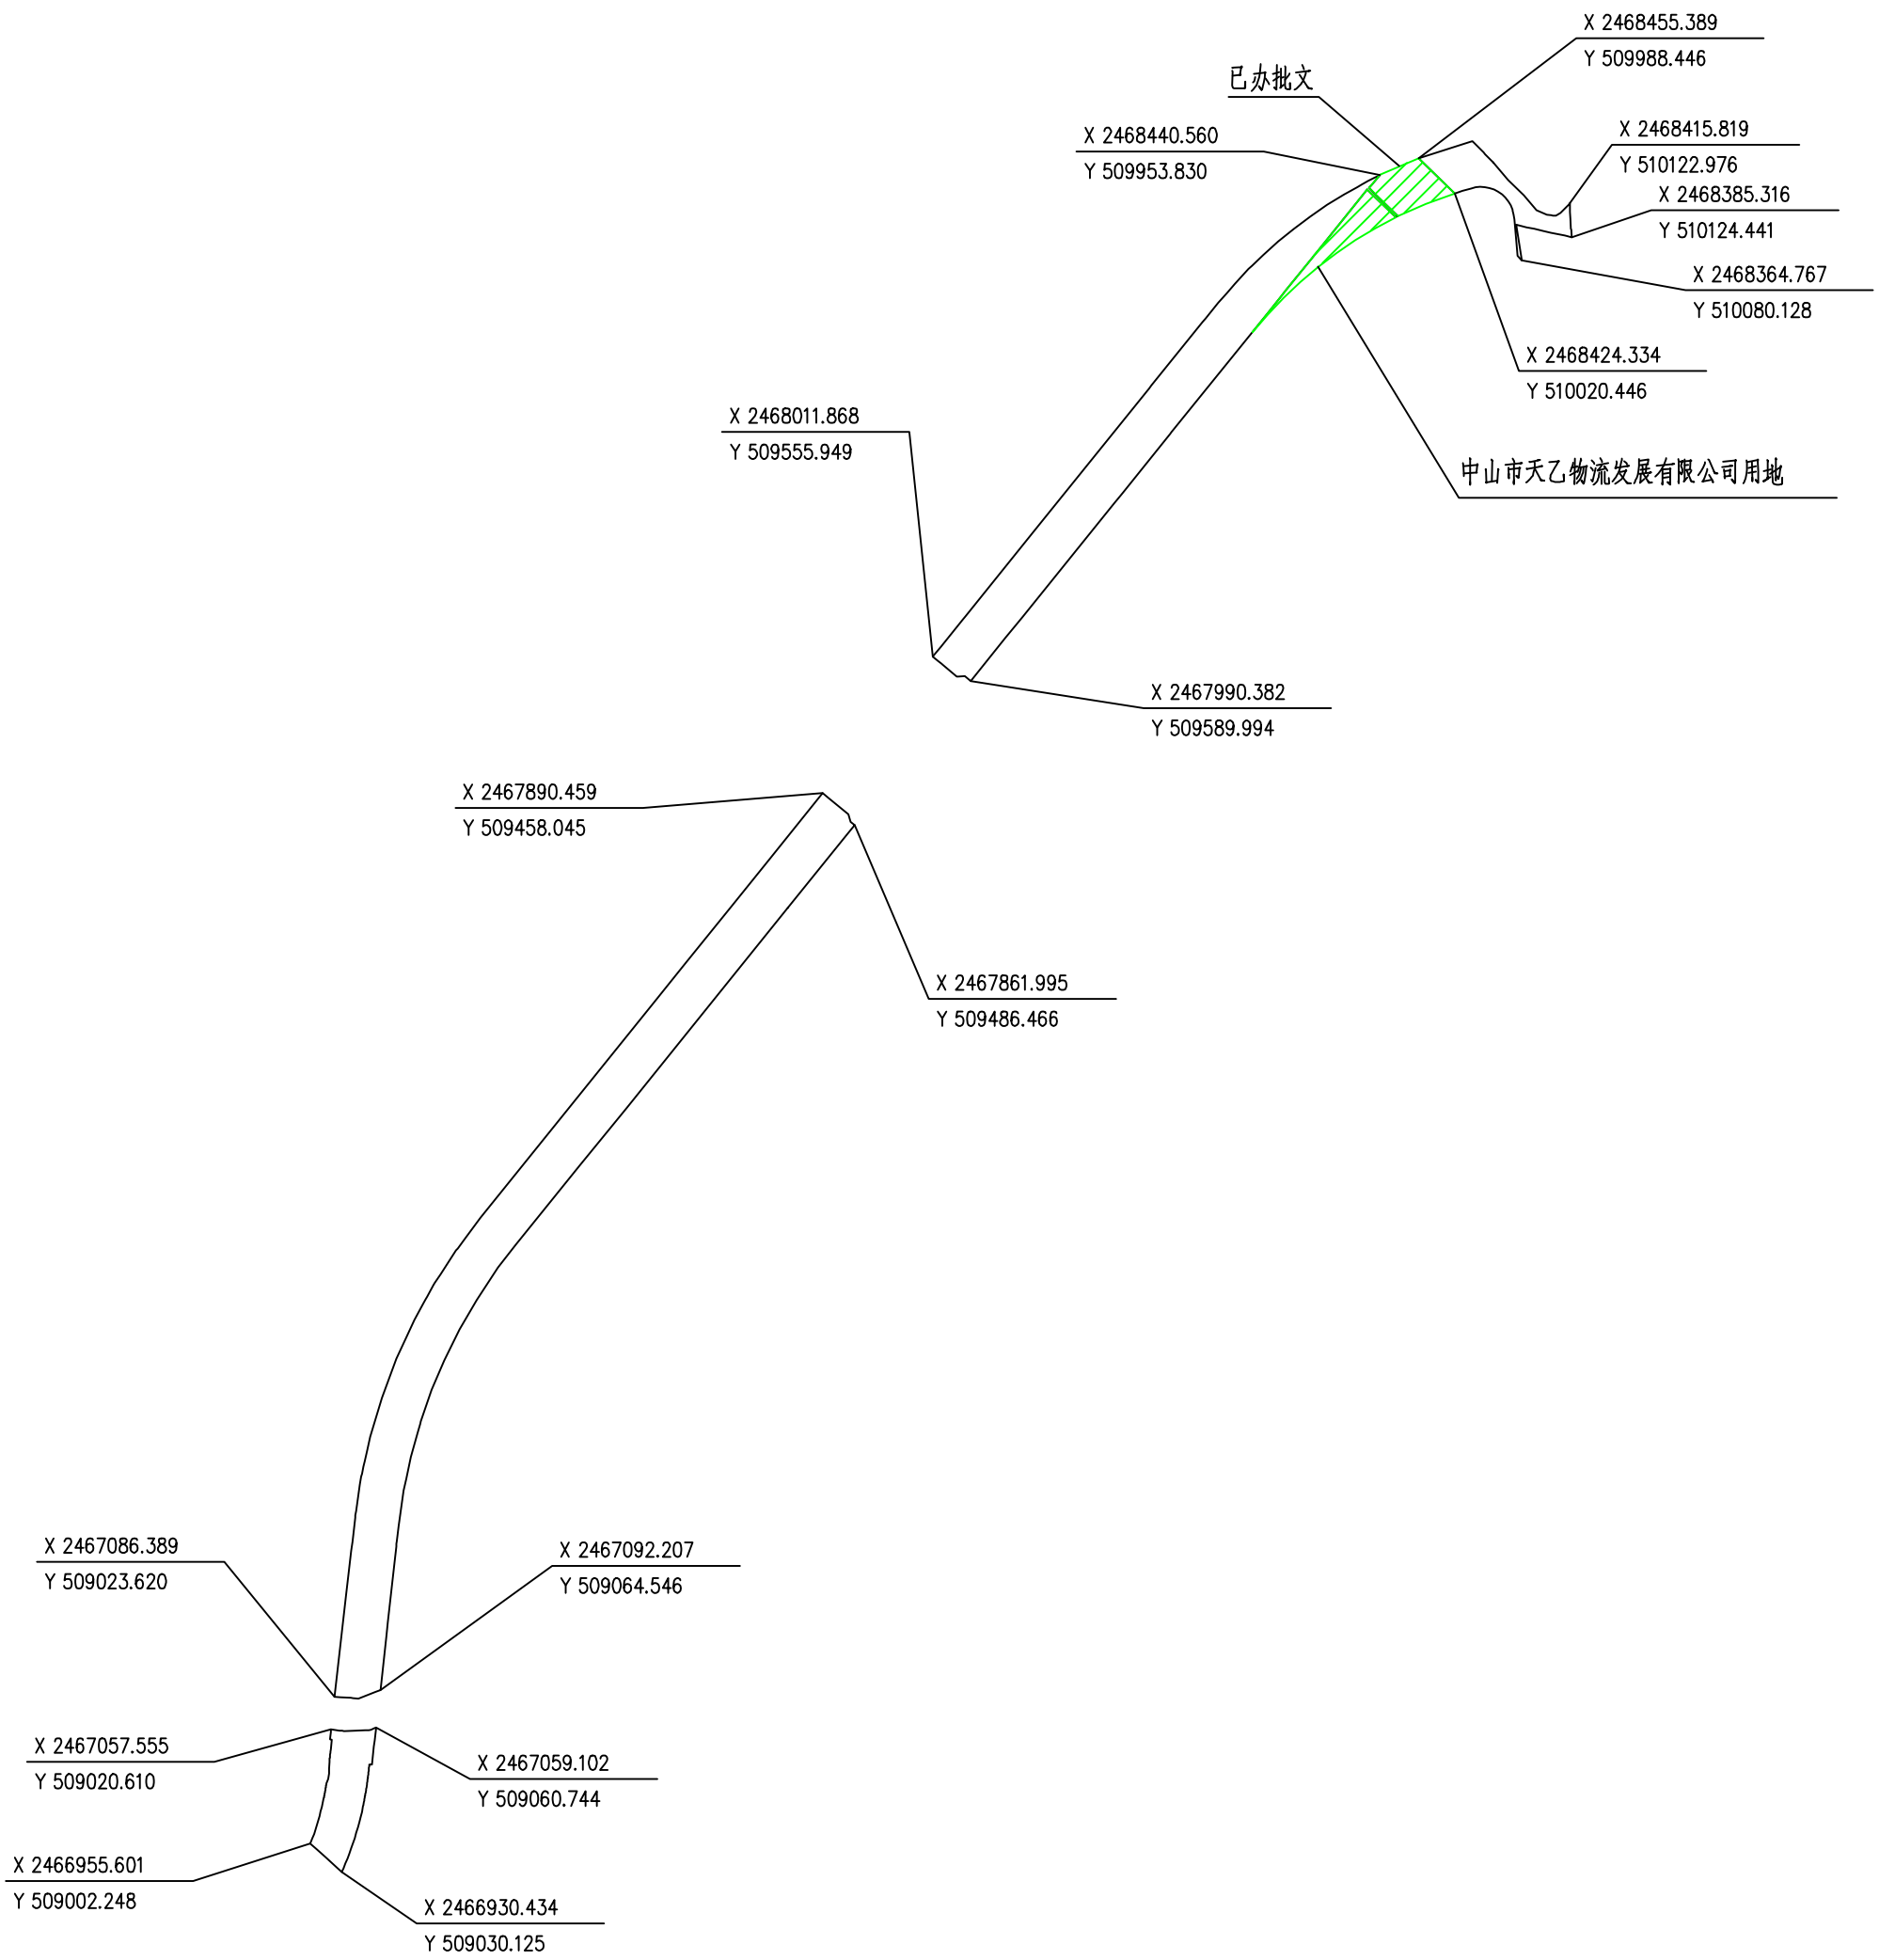 X 2468455.389
Y 509988.446
已办批文
X 2468440.560
Y 509953.830
X 2468415.819
Y 510122.976
X 2468385.316
Y 510124.441
X 2468364.767
Y 510080.128
X 2468424.334
Y 510020.446
X 2468011.868
Y 509555.949
中山市天乙物流发展有限公司用地
X 2467990.382
Y 509589.994
X 2467890.459
Y 509458.045
X 2467861.995
Y 509486.466
X 2467086.389
Y 509023.620
X 2467092.207
Y 509064.546
X 2467057.555
Y 509020.610
X 2467059.102
Y 509060.744
X 2466955.601
Y 509002.248
X 2466930.434
Y 509030.125